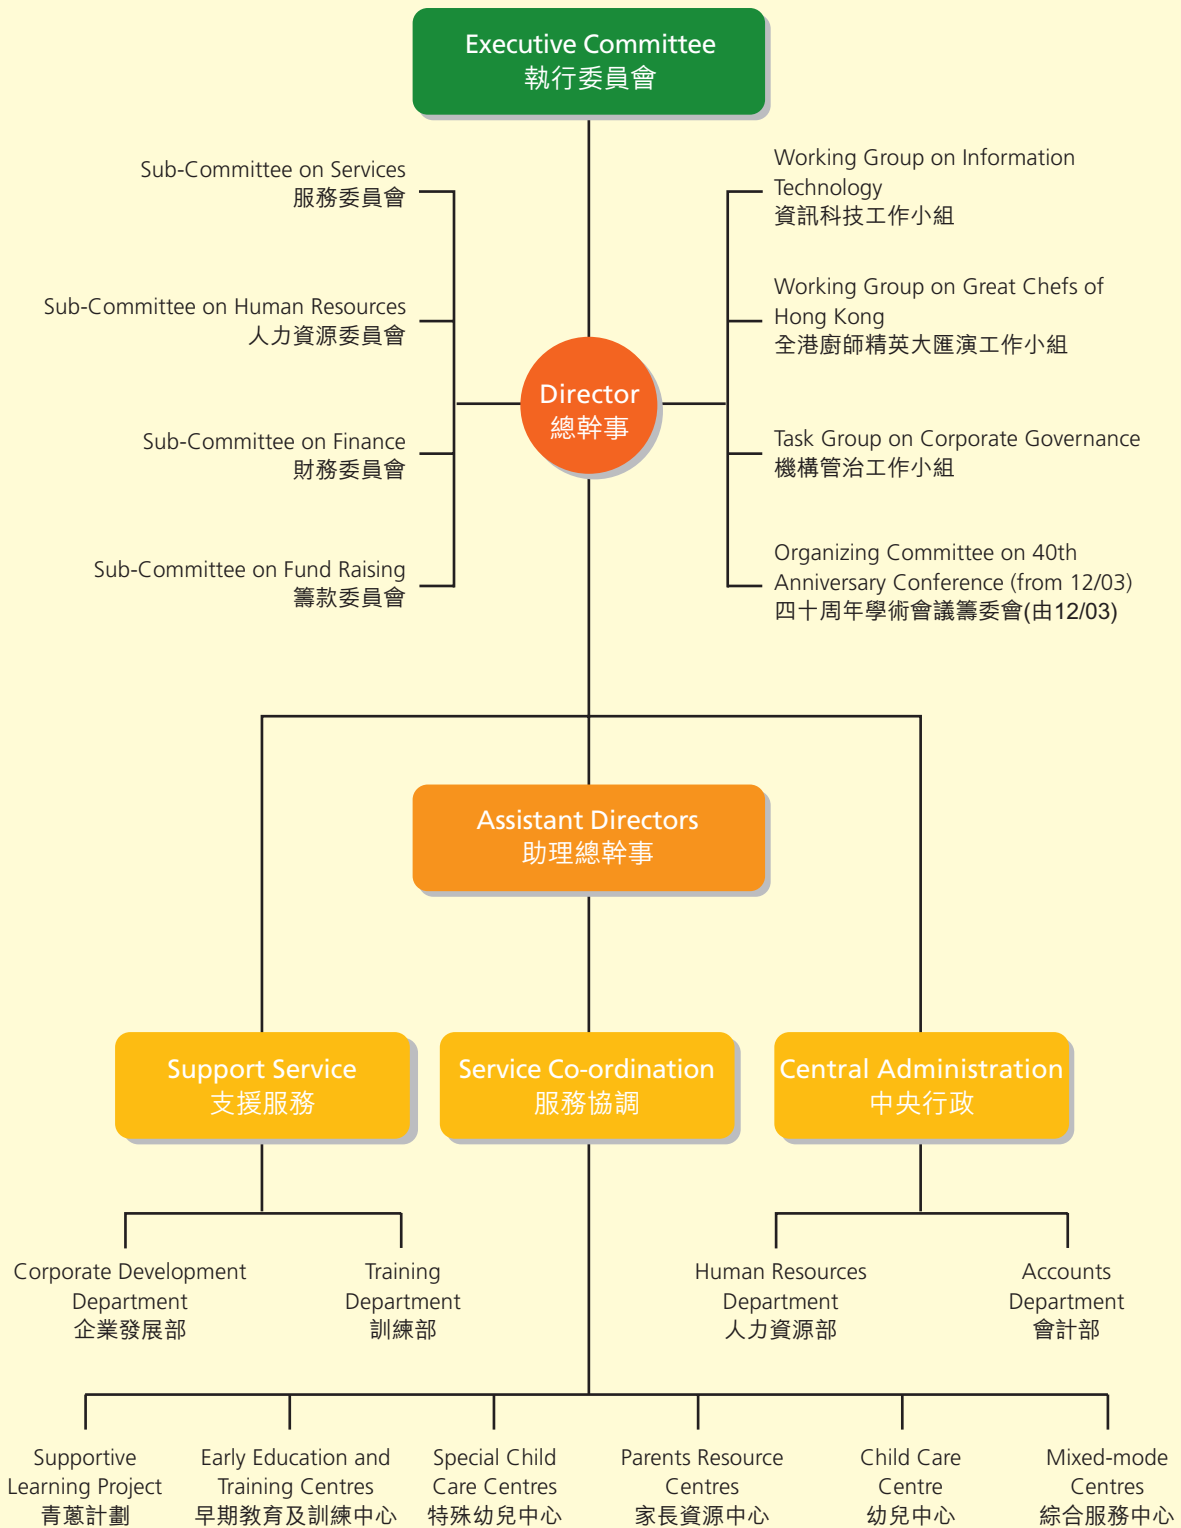 Executive Committee
執行委員會
Sub-Committee on Services
服務委員會
Sub-Committee on Human Resources
人力資源委員會
Sub-Committee on Finance
財務委員會
Sub-Committee on Fund Raising
籌款委員會
Director
總幹事
Working Group on Information
Technology
資訊科技工作小組
Working Group on Great Chefs of
Hong Kong
全港廚師精英大匯演工作小組
Task Group on Corporate Governance
機構管治工作小組
Organizing Committee on 40th
Anniversary Conference (from 12/03)
四十周年學術會議籌委會(由12/03)
Assistant Directors
助理總幹事
Support Service
支援服務
Service Co-ordination
服務協調
Central Administration
中央行政
Corporate Development
Department
企業發展部
Training
Department
訓練部
Human Resources
Department
人力資源部
Accounts
Department
會計部
Supportive
Learning Project
青蔥計劃
Early Education and
Training Centres
早期教育及訓練中心
Special Child
Care Centres
特殊幼兒中心
Parents Resource
Centres
家長資源中心
Child Care
Centre
幼兒中心
Mixed-mode
Centres
綜合服務中心